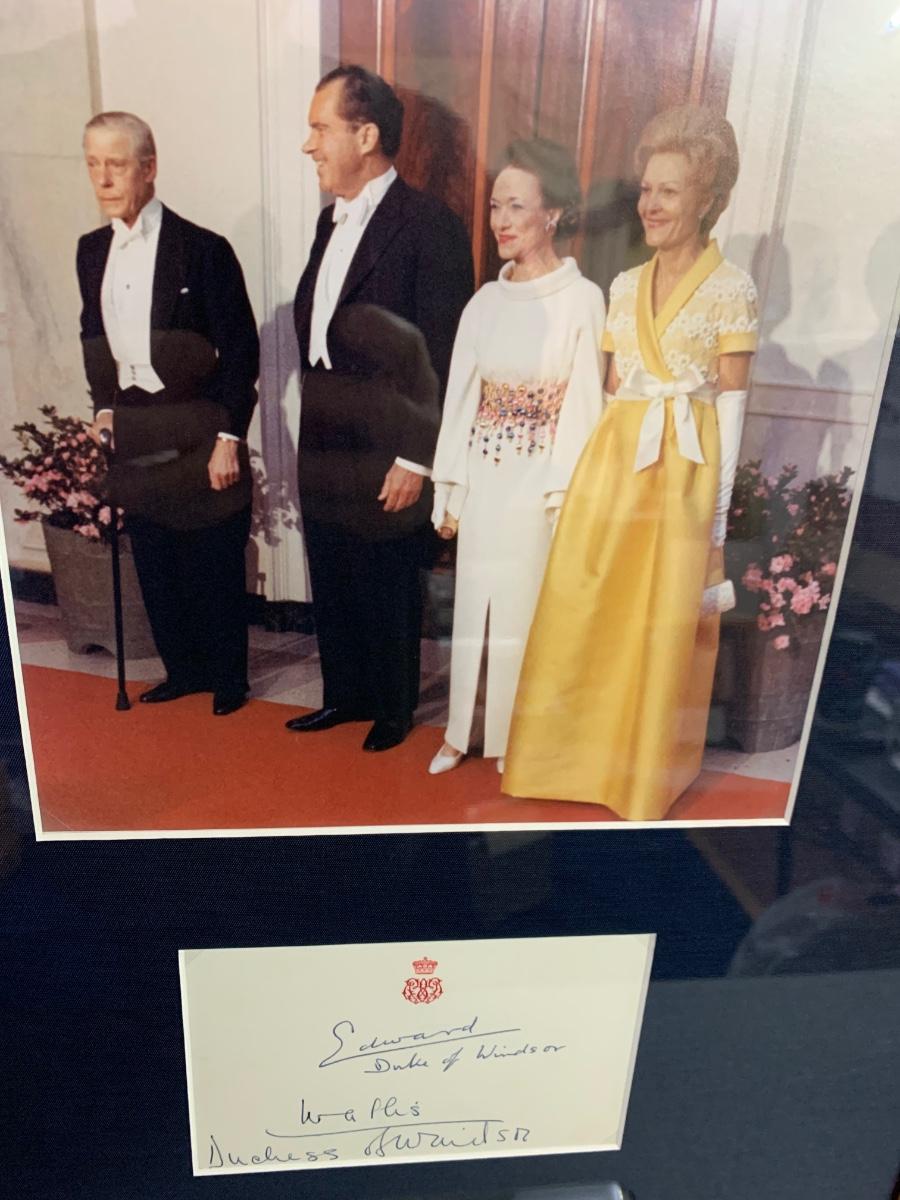 Edward
Duke of Windsor
Wallis
Duchess of Windsor